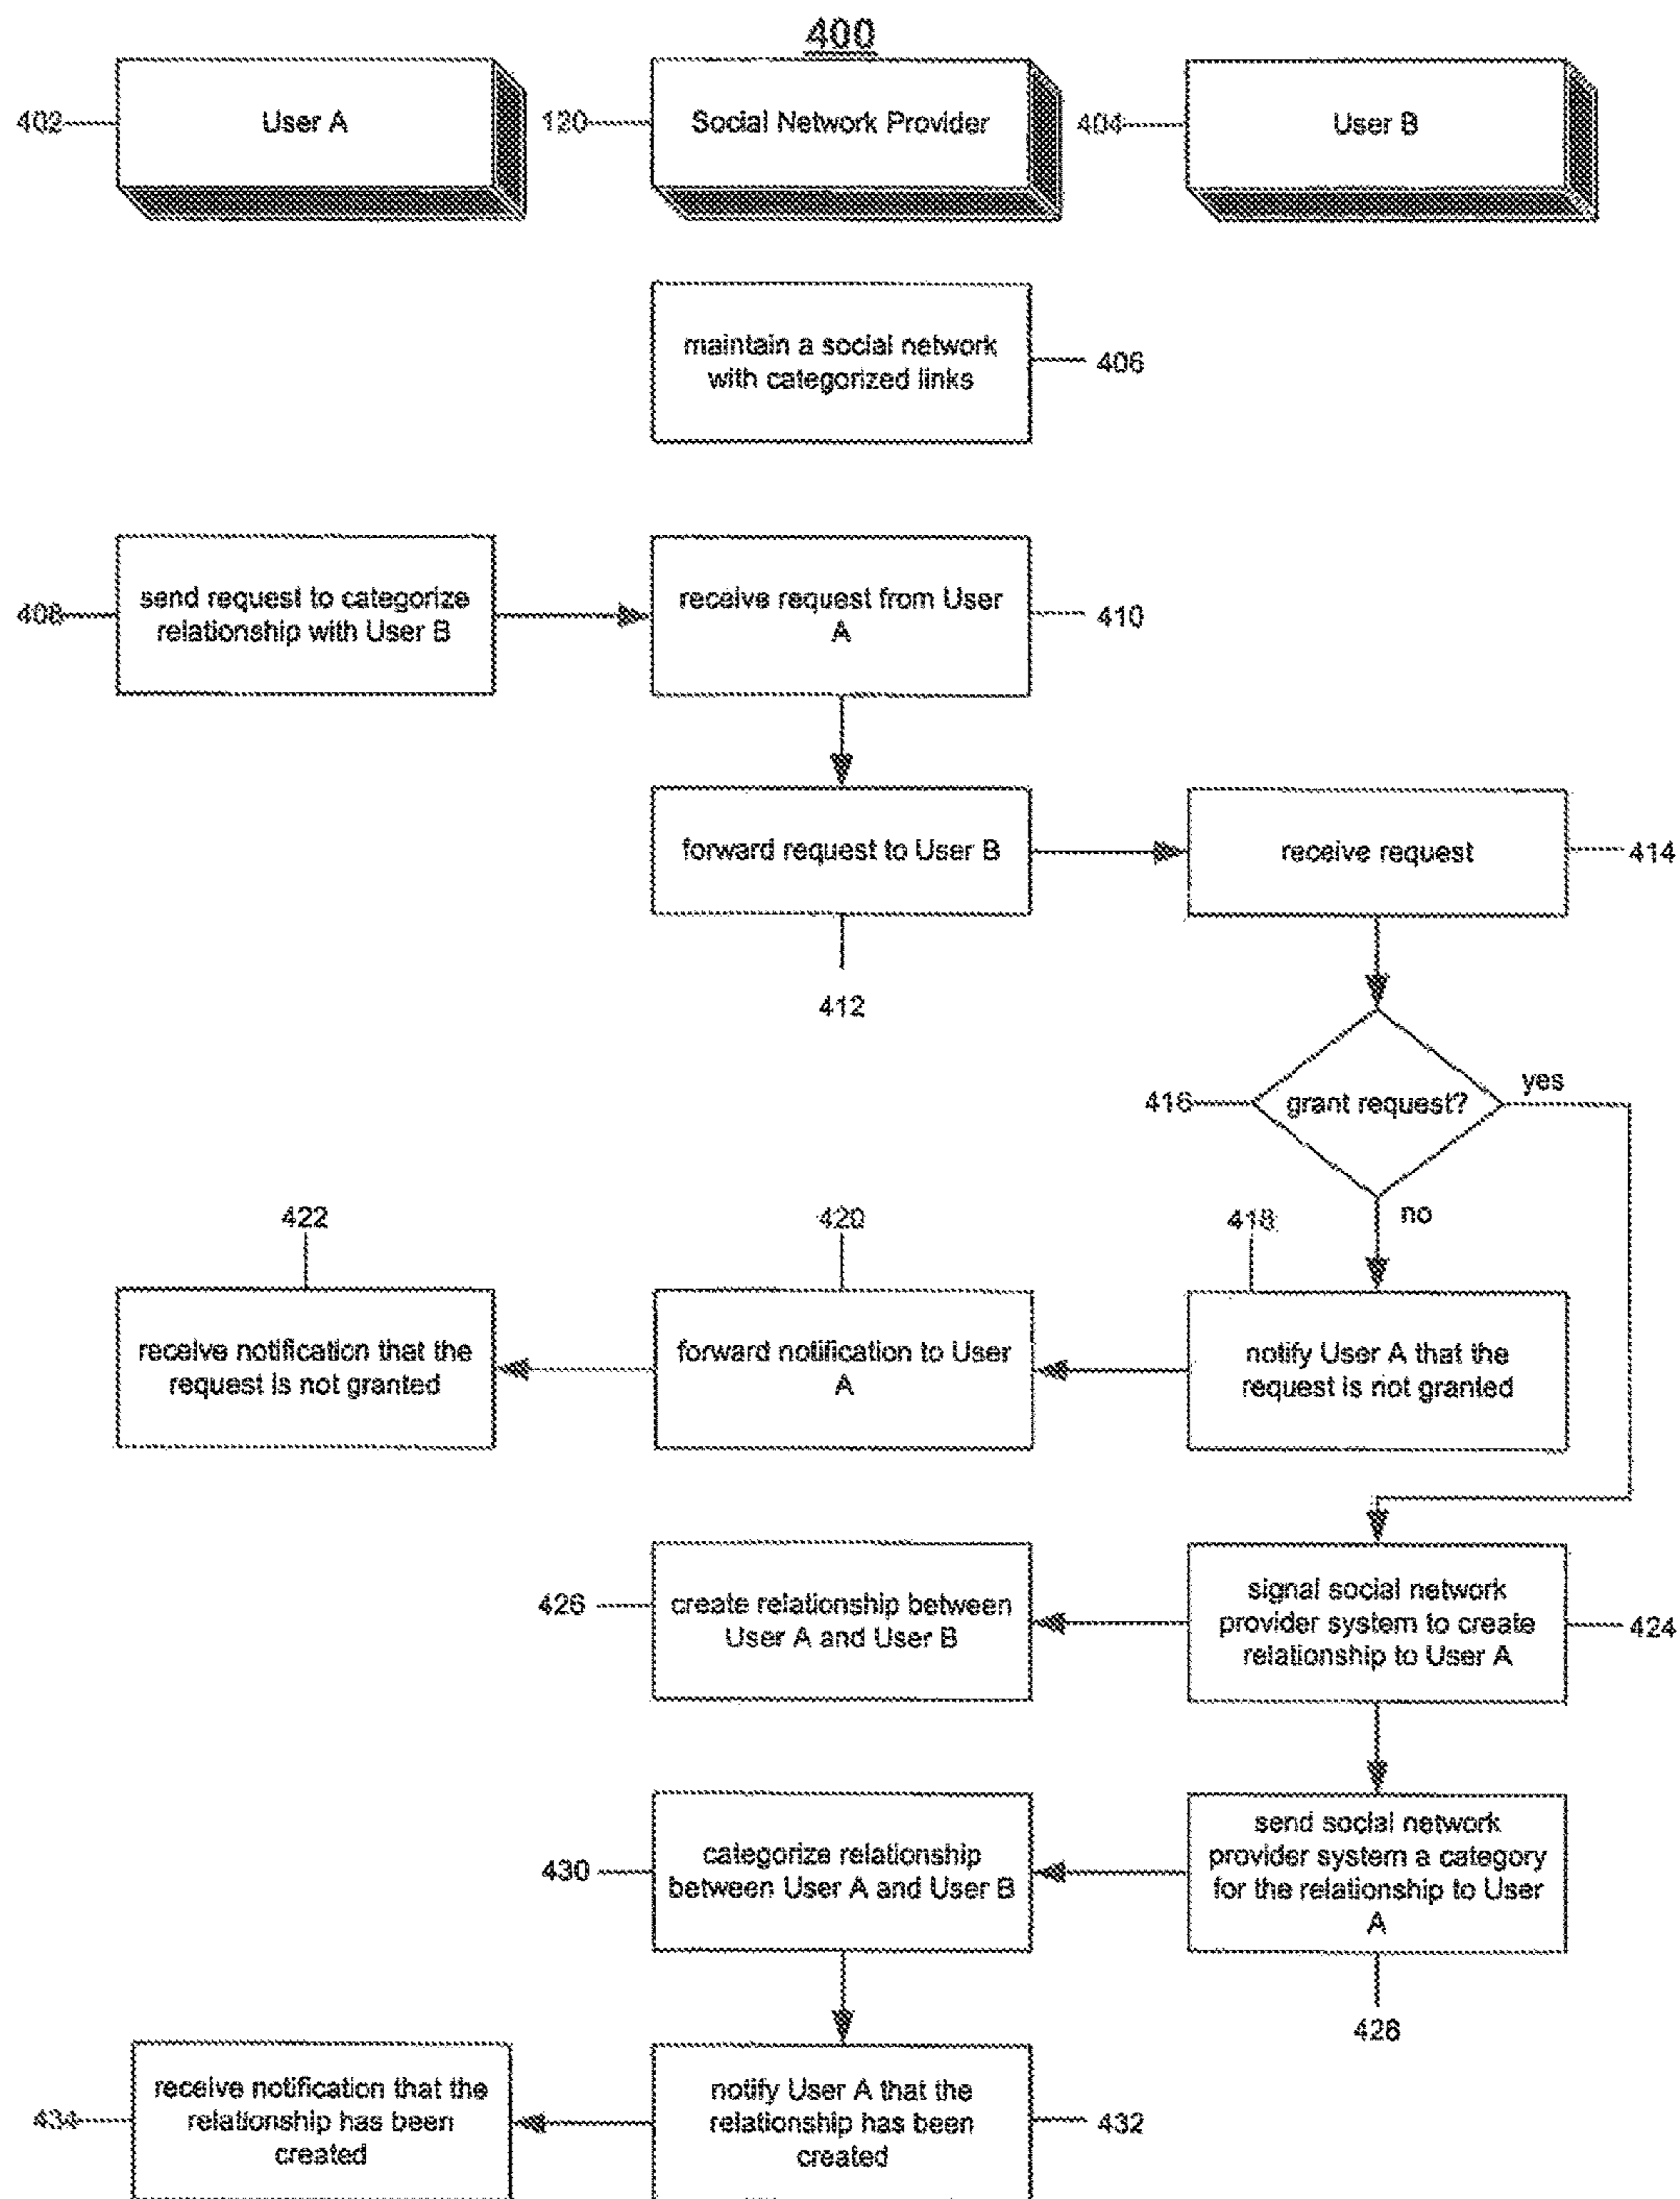 400
402
User A
120
Social Network Provider
404
User B
maintain a social network
with categorized links
406
408
send request to categorize
relationship with User B
receive request from User
A
410
forward request to User B
412
receive request
414
416
grant request?
yes
no
422
420
418
receive notification that the
request is not granted
forward notification to User
A
notify User A that the
request is not granted
426
create relationship between
User A and User B
signal social network
provider system to create
relationship to User A
424
430
categorize relationship
between User A and User B
send social network
provider system a category
for the relationship to User
A
428
434
receive notification that the
relationship has been
created
notify User A that the
relationship has been
created
432